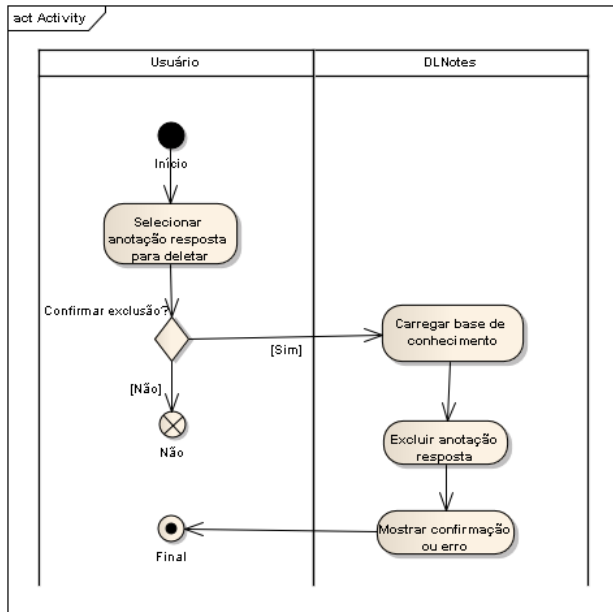 act Activity
Usuário
DLNotes
Início
Selecionar
anotação resposta
para deletar
Confirmar exclusão?
[Sim]
Carregar base de
conhecimento
[Não]
Não
Excluir anotação
resposta
Mostrar confirmação
ou erro
Final